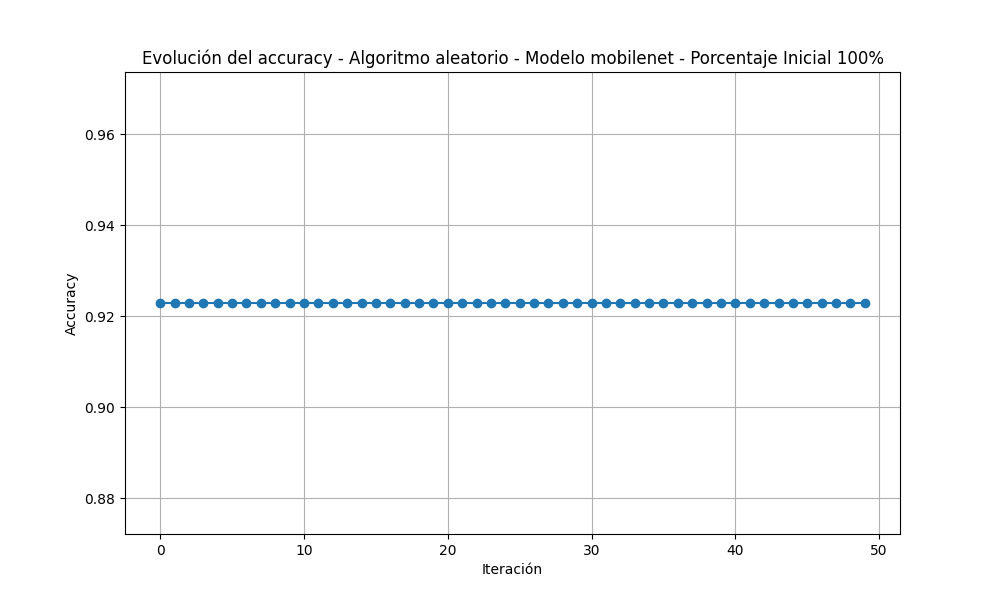 Evolución del accuracy - Algoritmo aleatorio - Modelo mobilenet - Porcentaje Inicial 100%
0.96
0.94
0.92
0.90
0.88
Accuracy
0 10 20 30 40 50
Iteración